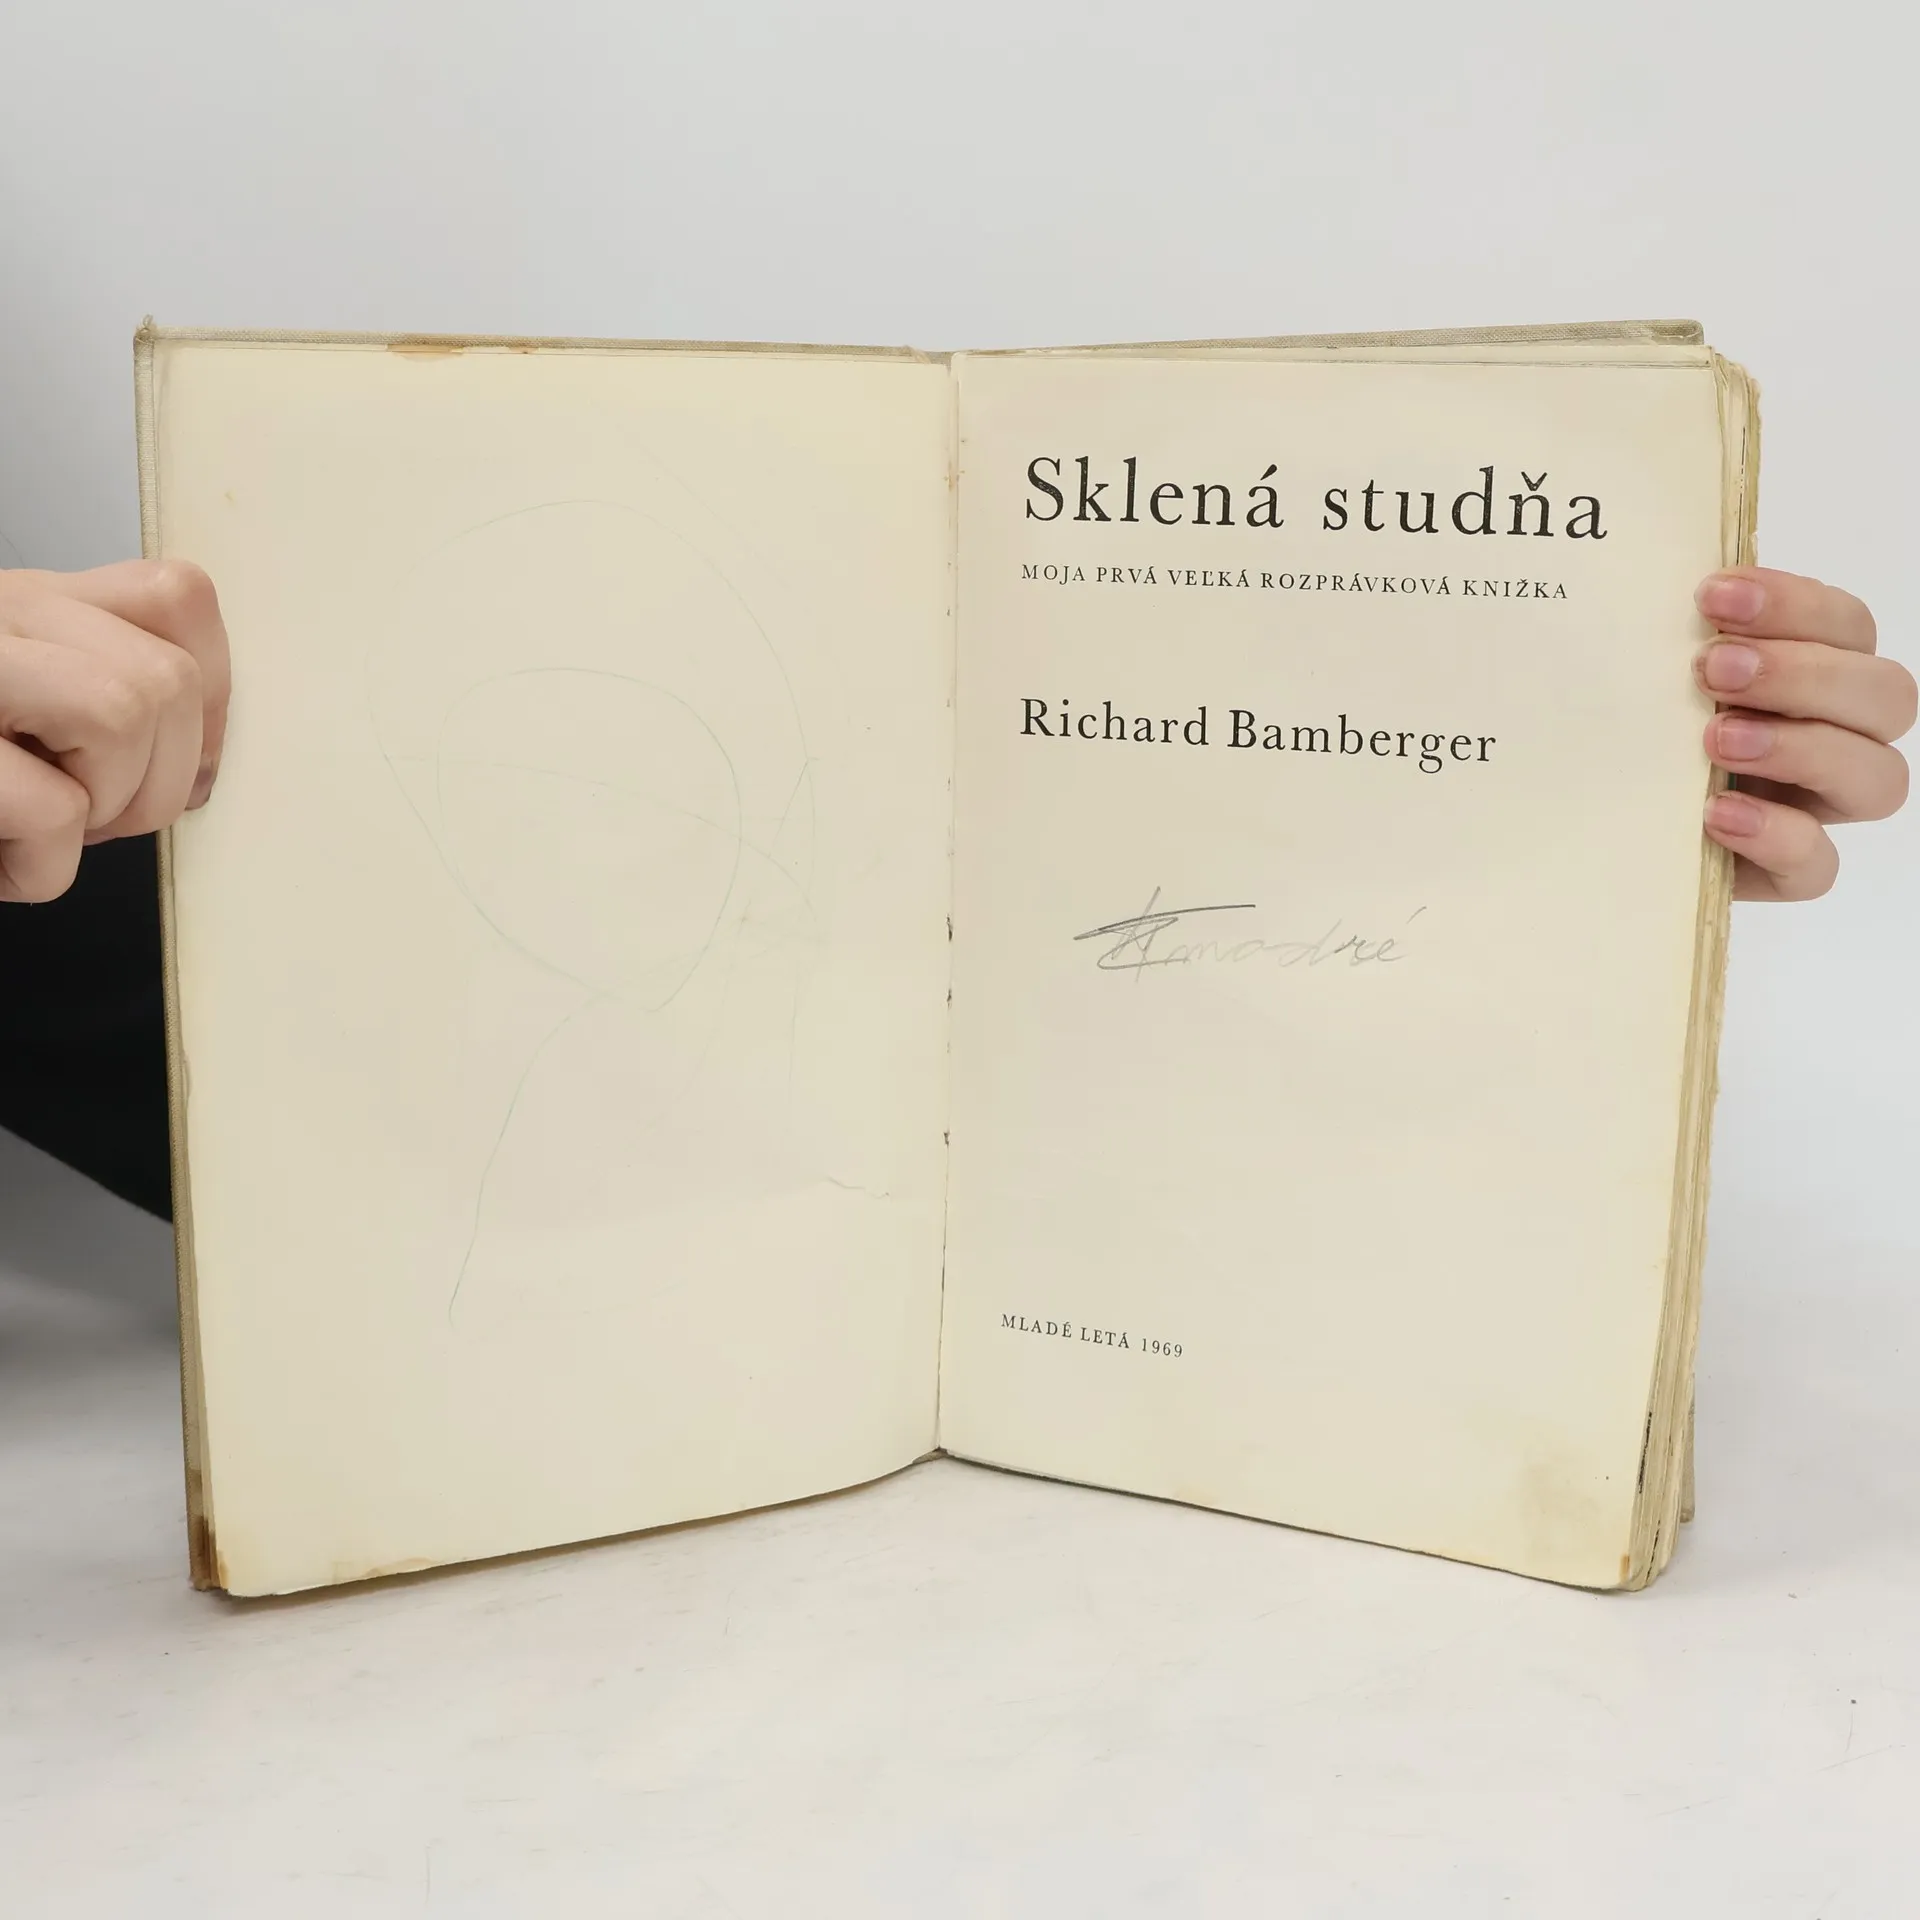 Sklená studňa
MOJA PRVÁ VEĽKÁ ROZPRÁVKOVÁ KNIŽKA
Richard Bamberger
MLADÉ LETÁ 1969